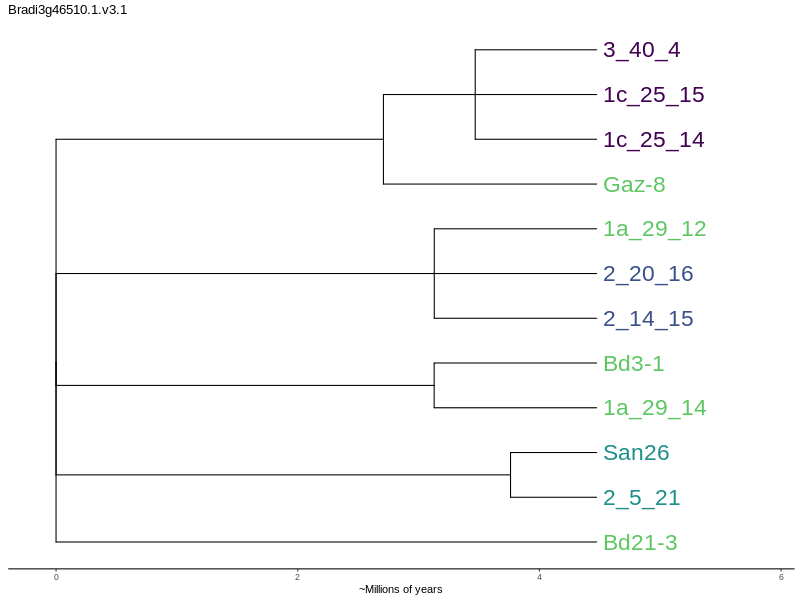 Bradi3g46510.1.v3.1
3_40_4
1c_25_15
1c_25_14
Gaz-8
1a_29_12
2_20_16
2_14_15
Bd3-1
1a_29_14
San26
2_5_21
Bd21-3
0 2 4 6
~Millions of years